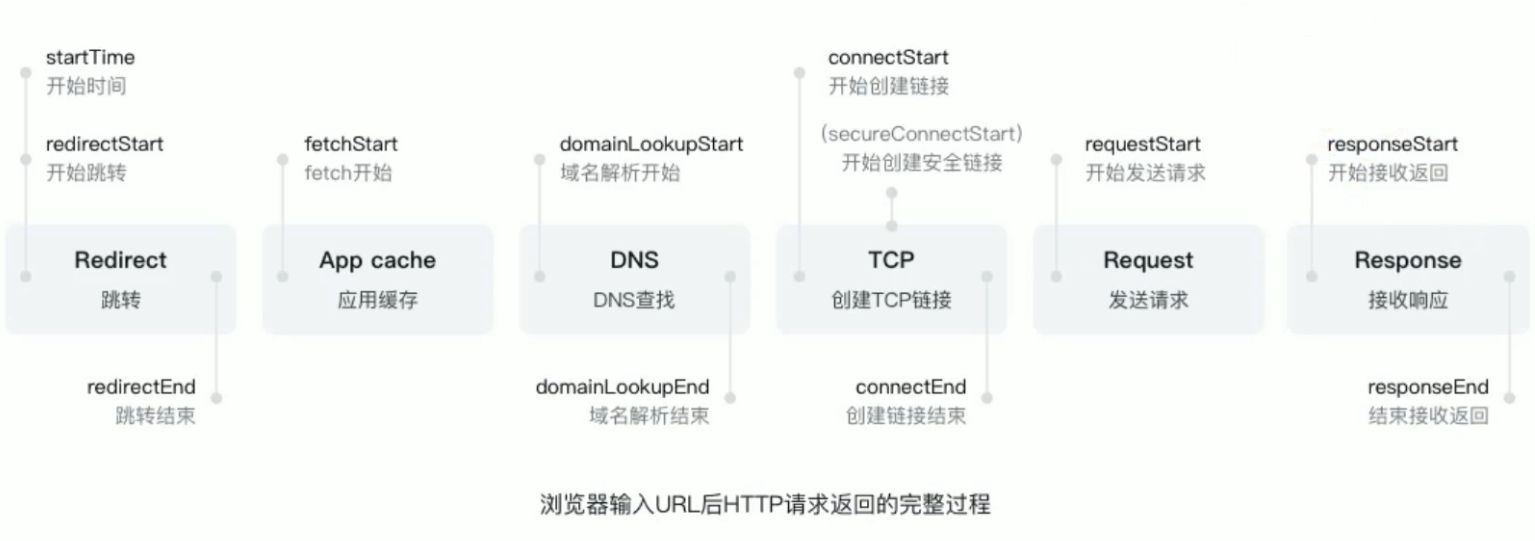 startTime
开始时间
redirectStart
开始跳转
fetchStart
fetch开始
domainLookupStart
域名解析开始
connectStart
开始创建链接
(secureConnectStart)
开始创建安全链接
requestStart
开始发送请求
responseStart
开始接收返回
Redirect
跳转
App cache
应用缓存
DNS
DNS查找
TCP
创建TCP链接
Request
发送请求
Response
接收响应
redirectEnd
跳转结束
domainLookupEnd
域名解析结束
connectEnd
创建链接结束
responseEnd
结束接收返回
浏览器输入URL后HTTP请求返回的完整过程